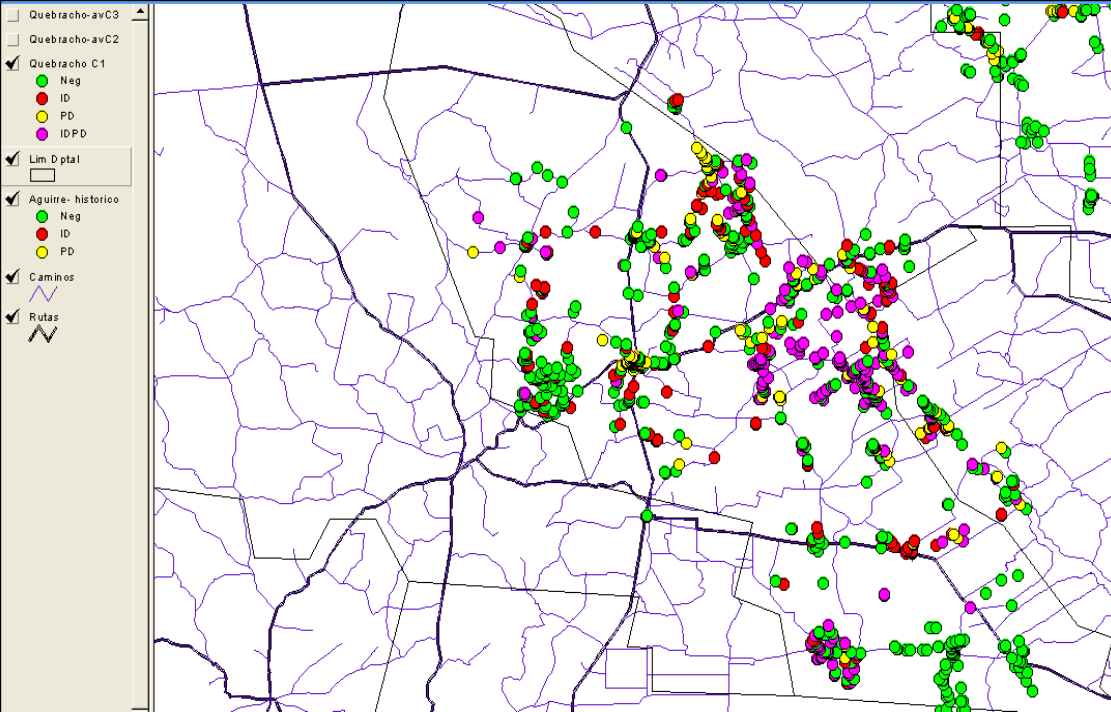 Quebracho-avC3
Quebracho-avC2
Quebracho C1
Neg
ID
PD
IDPD
Lim Dptal
Aguirre- historico
Neg
ID
PD
Caminos
Rutas